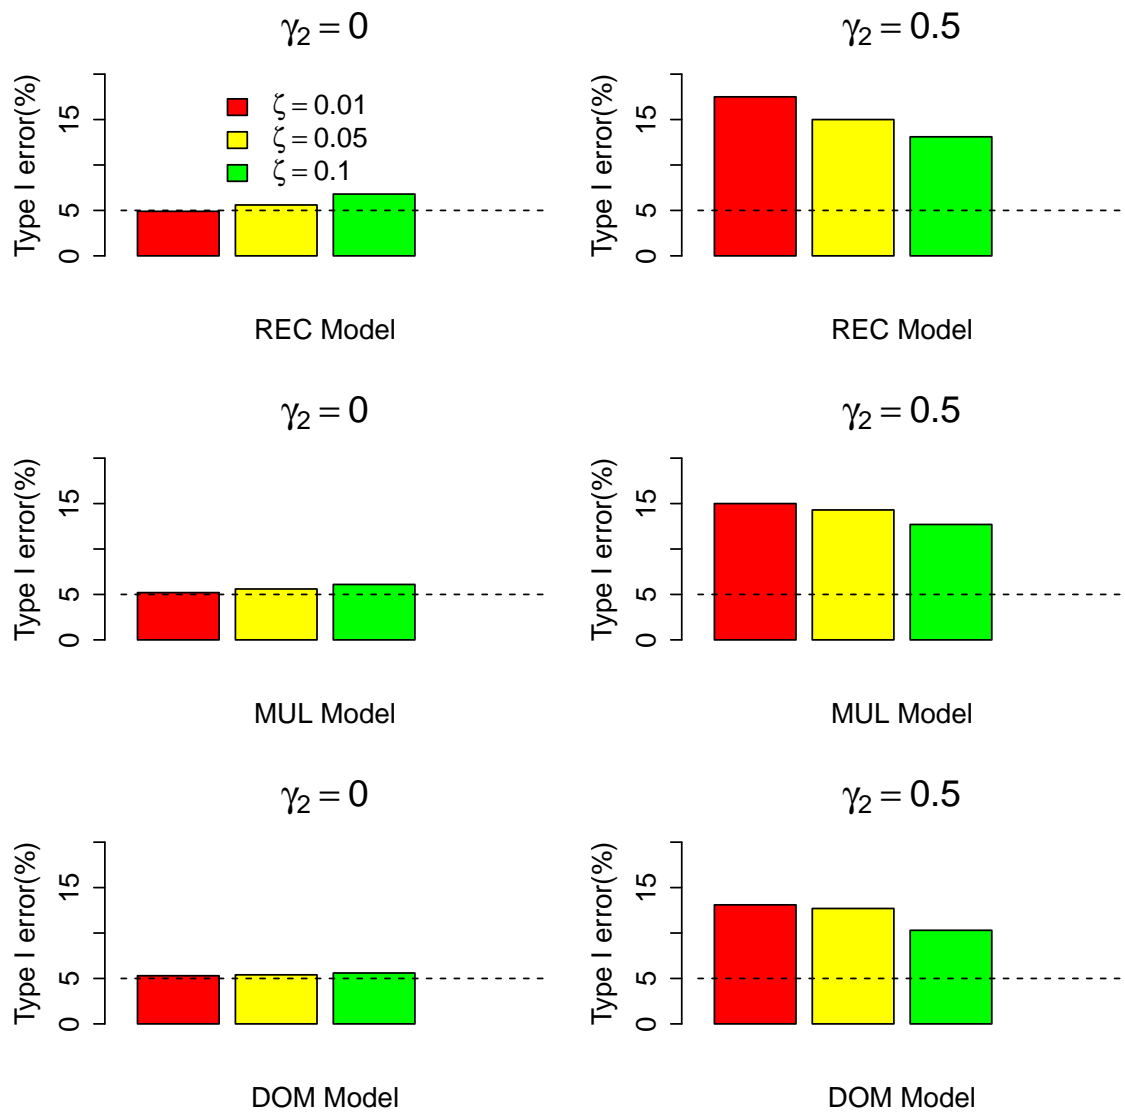 γ2 = 0
Type I error(%)
0 5 15
ζ = 0.01
ζ = 0.05
ζ = 0.1
REC Model
γ2 = 0.5
Type I error(%)
0 5 15
REC Model
γ2 = 0
Type I error(%)
0 5 15
MUL Model
γ2 = 0.5
Type I error(%)
0 5 15
MUL Model
γ2 = 0
Type I error(%)
0 5 15
DOM Model
γ2 = 0.5
Type I error(%)
0 5 15
DOM Model